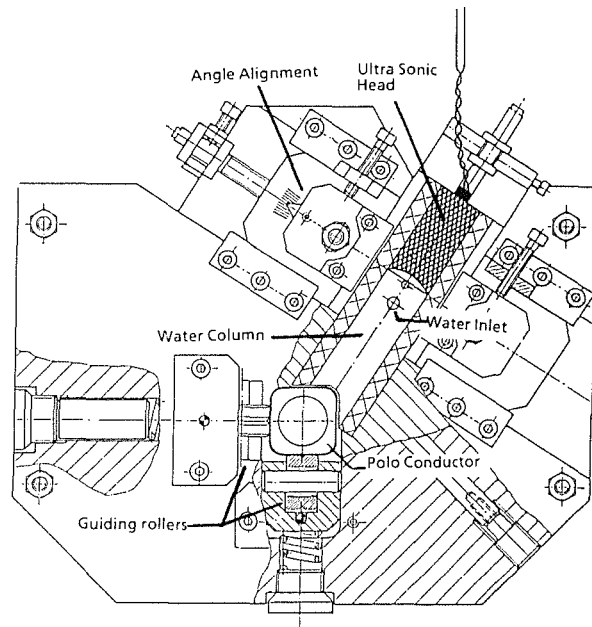 Angle Alignment
Ultra Sonic
Head
Water Column
Water Inlet
Polo Conductor
Guiding rollers